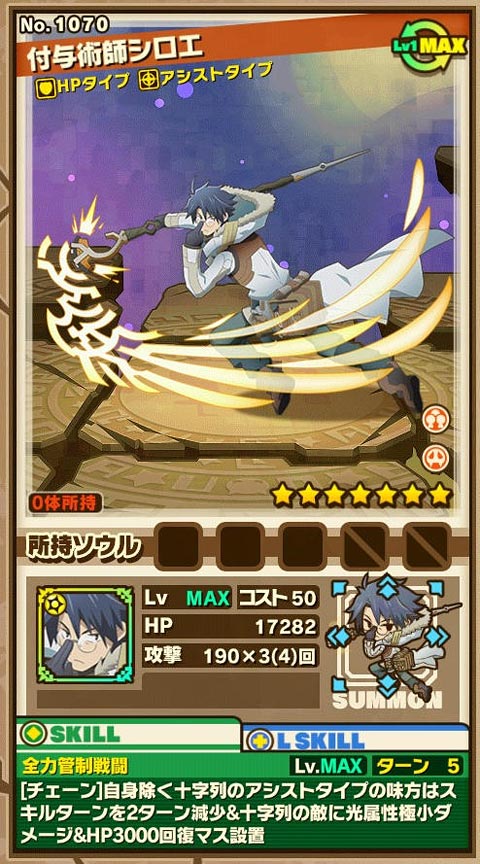 No. 1070
付与術師シロエ
Lv1 MAX
HPタイプ アシストタイプ
0体所持
所持ソウル
Lv MAX コスト 50
HP 17282
攻撃 190×3(4)回
SUMMON
SKILL
L SKILL
全力管制戦闘 Lv.MAX ターン 5
[チェーン]自身除く十字列のアシストタイプの味方はス
キルターンを2ターン減少&十字列の敵に光属性極小ダ
メージ&HP3000回復マス設置